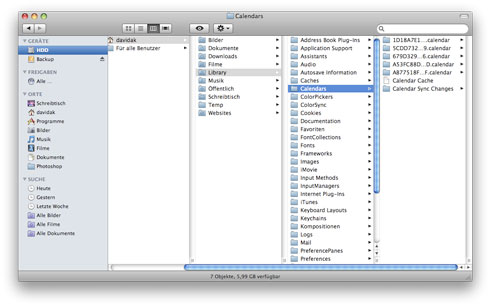 Calendars
GERÄTE
HDD
Backup
FREIGABEN
Alle ...
ORTE
Schreibtisch
davidak
Programme
Bilder
Musik
Filme
Dokumente
Photoshop
SUCHE
Heute
Gestern
Letzte Woche
Alle Bilder
Alle Filme
Alle Dokumente
davidak
Für alle Benutzer
Bilder
Dokumente
Downloads
Filme
Library
Musik
Öffentlich
Schreibtisch
Temp
Websites
Address Book Plug-Ins
Application Support
Assistants
Audio
Autosave Information
Caches
Calendars
ColorPickers
ColorSync
Cookies
Documentation
Favoriten
FontCollections
Fonts
Frameworks
Images
iMovie
Input Methods
InputManagers
Internet Plug-Ins
iTunes
Keyboard Layouts
Keychains
Kompositionen
Logs
Mail
PreferencePanes
Preferences
1D18A7E1...calendar
5CDD732...9.calendar
679D329...6.calendar
A53FC88D...D.calendar
AB77518F...F.calendar
Calendar Cache
Calendar Sync Changes
7 Objekte, 5,99 GB verfügbar